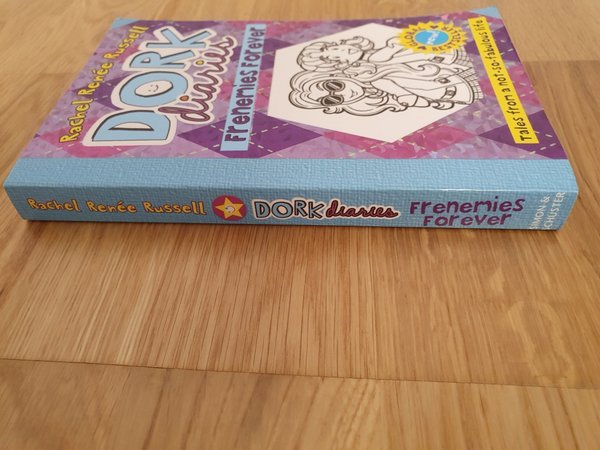 Rachel Renée Russell
DORK
diaries
Frenemies Forever
Tales from a not-so-fabulous life
Rachel Renée Russell
DORK diaries
Frenemies
Forever
SIMON &
SCHUSTER